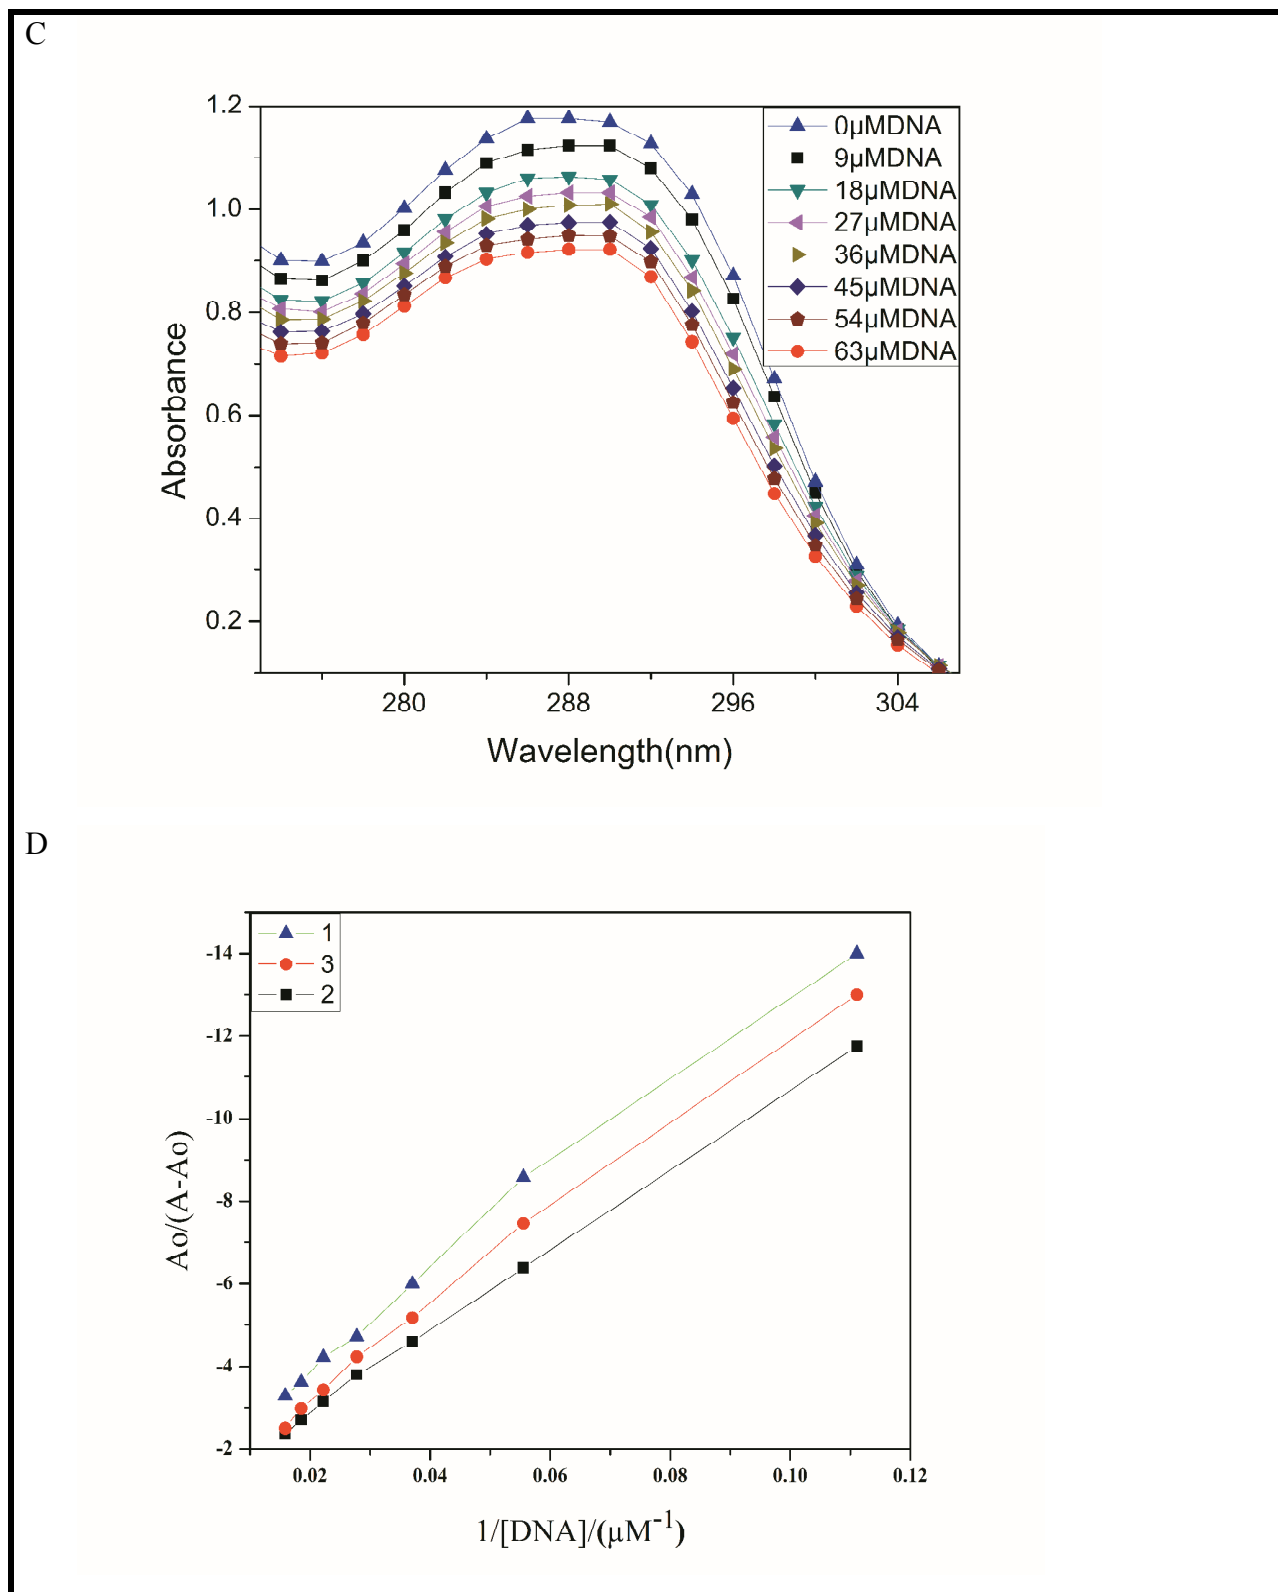 C
1.2
1.0
0.8
0.6
0.4
0.2
Absorbance
0µMDNA
9µMDNA
18µMDNA
27µMDNA
36µMDNA
45µMDNA
54µMDNA
63µMDNA
280
288
296
304
Wavelength(nm)
D
1
3
2
-14
-12
-10
-8
-6
-4
-2
Ao/(A-Ao)
0.02
0.04
0.06
0.08
0.10
0.12
1/[DNA]/(µM⁻¹)